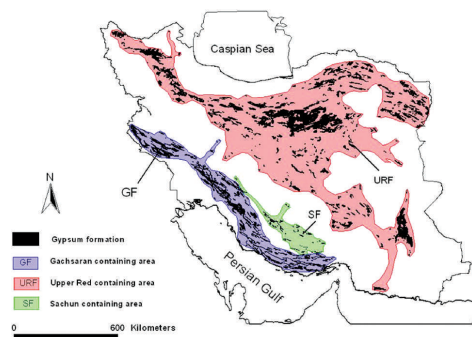 Caspian Sea
GF
URF
SF
Persian Gulf
N
Gypsum formation
GF Gachsaran containing area
URF Upper Red containing area
SF Sachun containing area
0 600 Kilometers